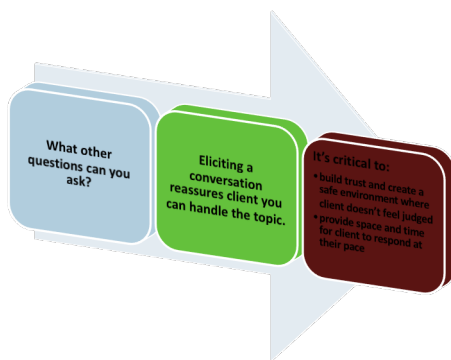 What other
questions can you
ask?
Eliciting a
conversation
reassures client you
can handle the topic.
It's critical to:
•build trust and create a
safe environment where
client doesn't feel judged
•provide space and time
for client to respond at
their pace